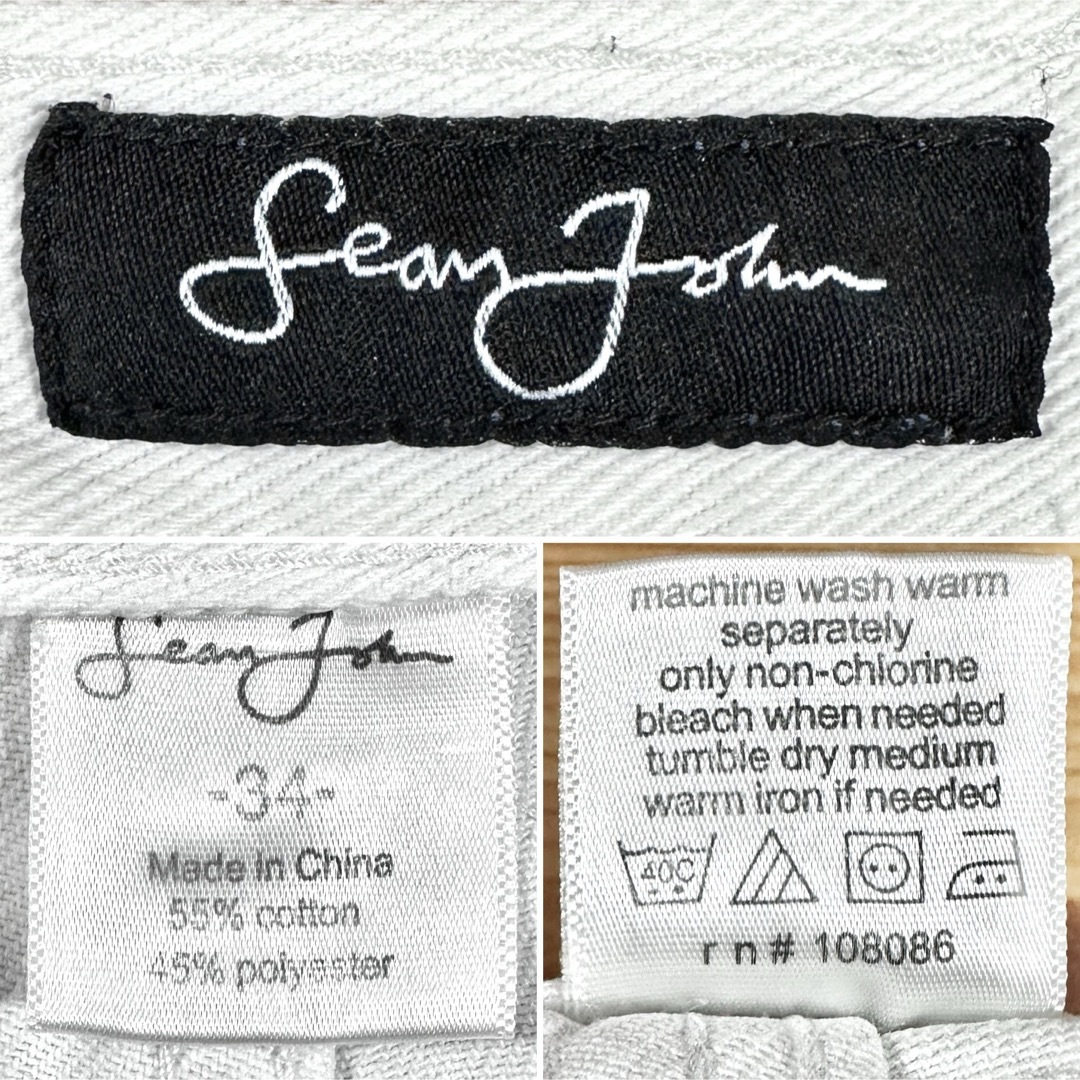 Sean John
Sean John
-34-
Made in China
55% cotton
45% polyester
machine wash warm
separately
only non-chlorine
bleach when needed
tumble dry medium
warm iron if needed
40C
r n # 108086